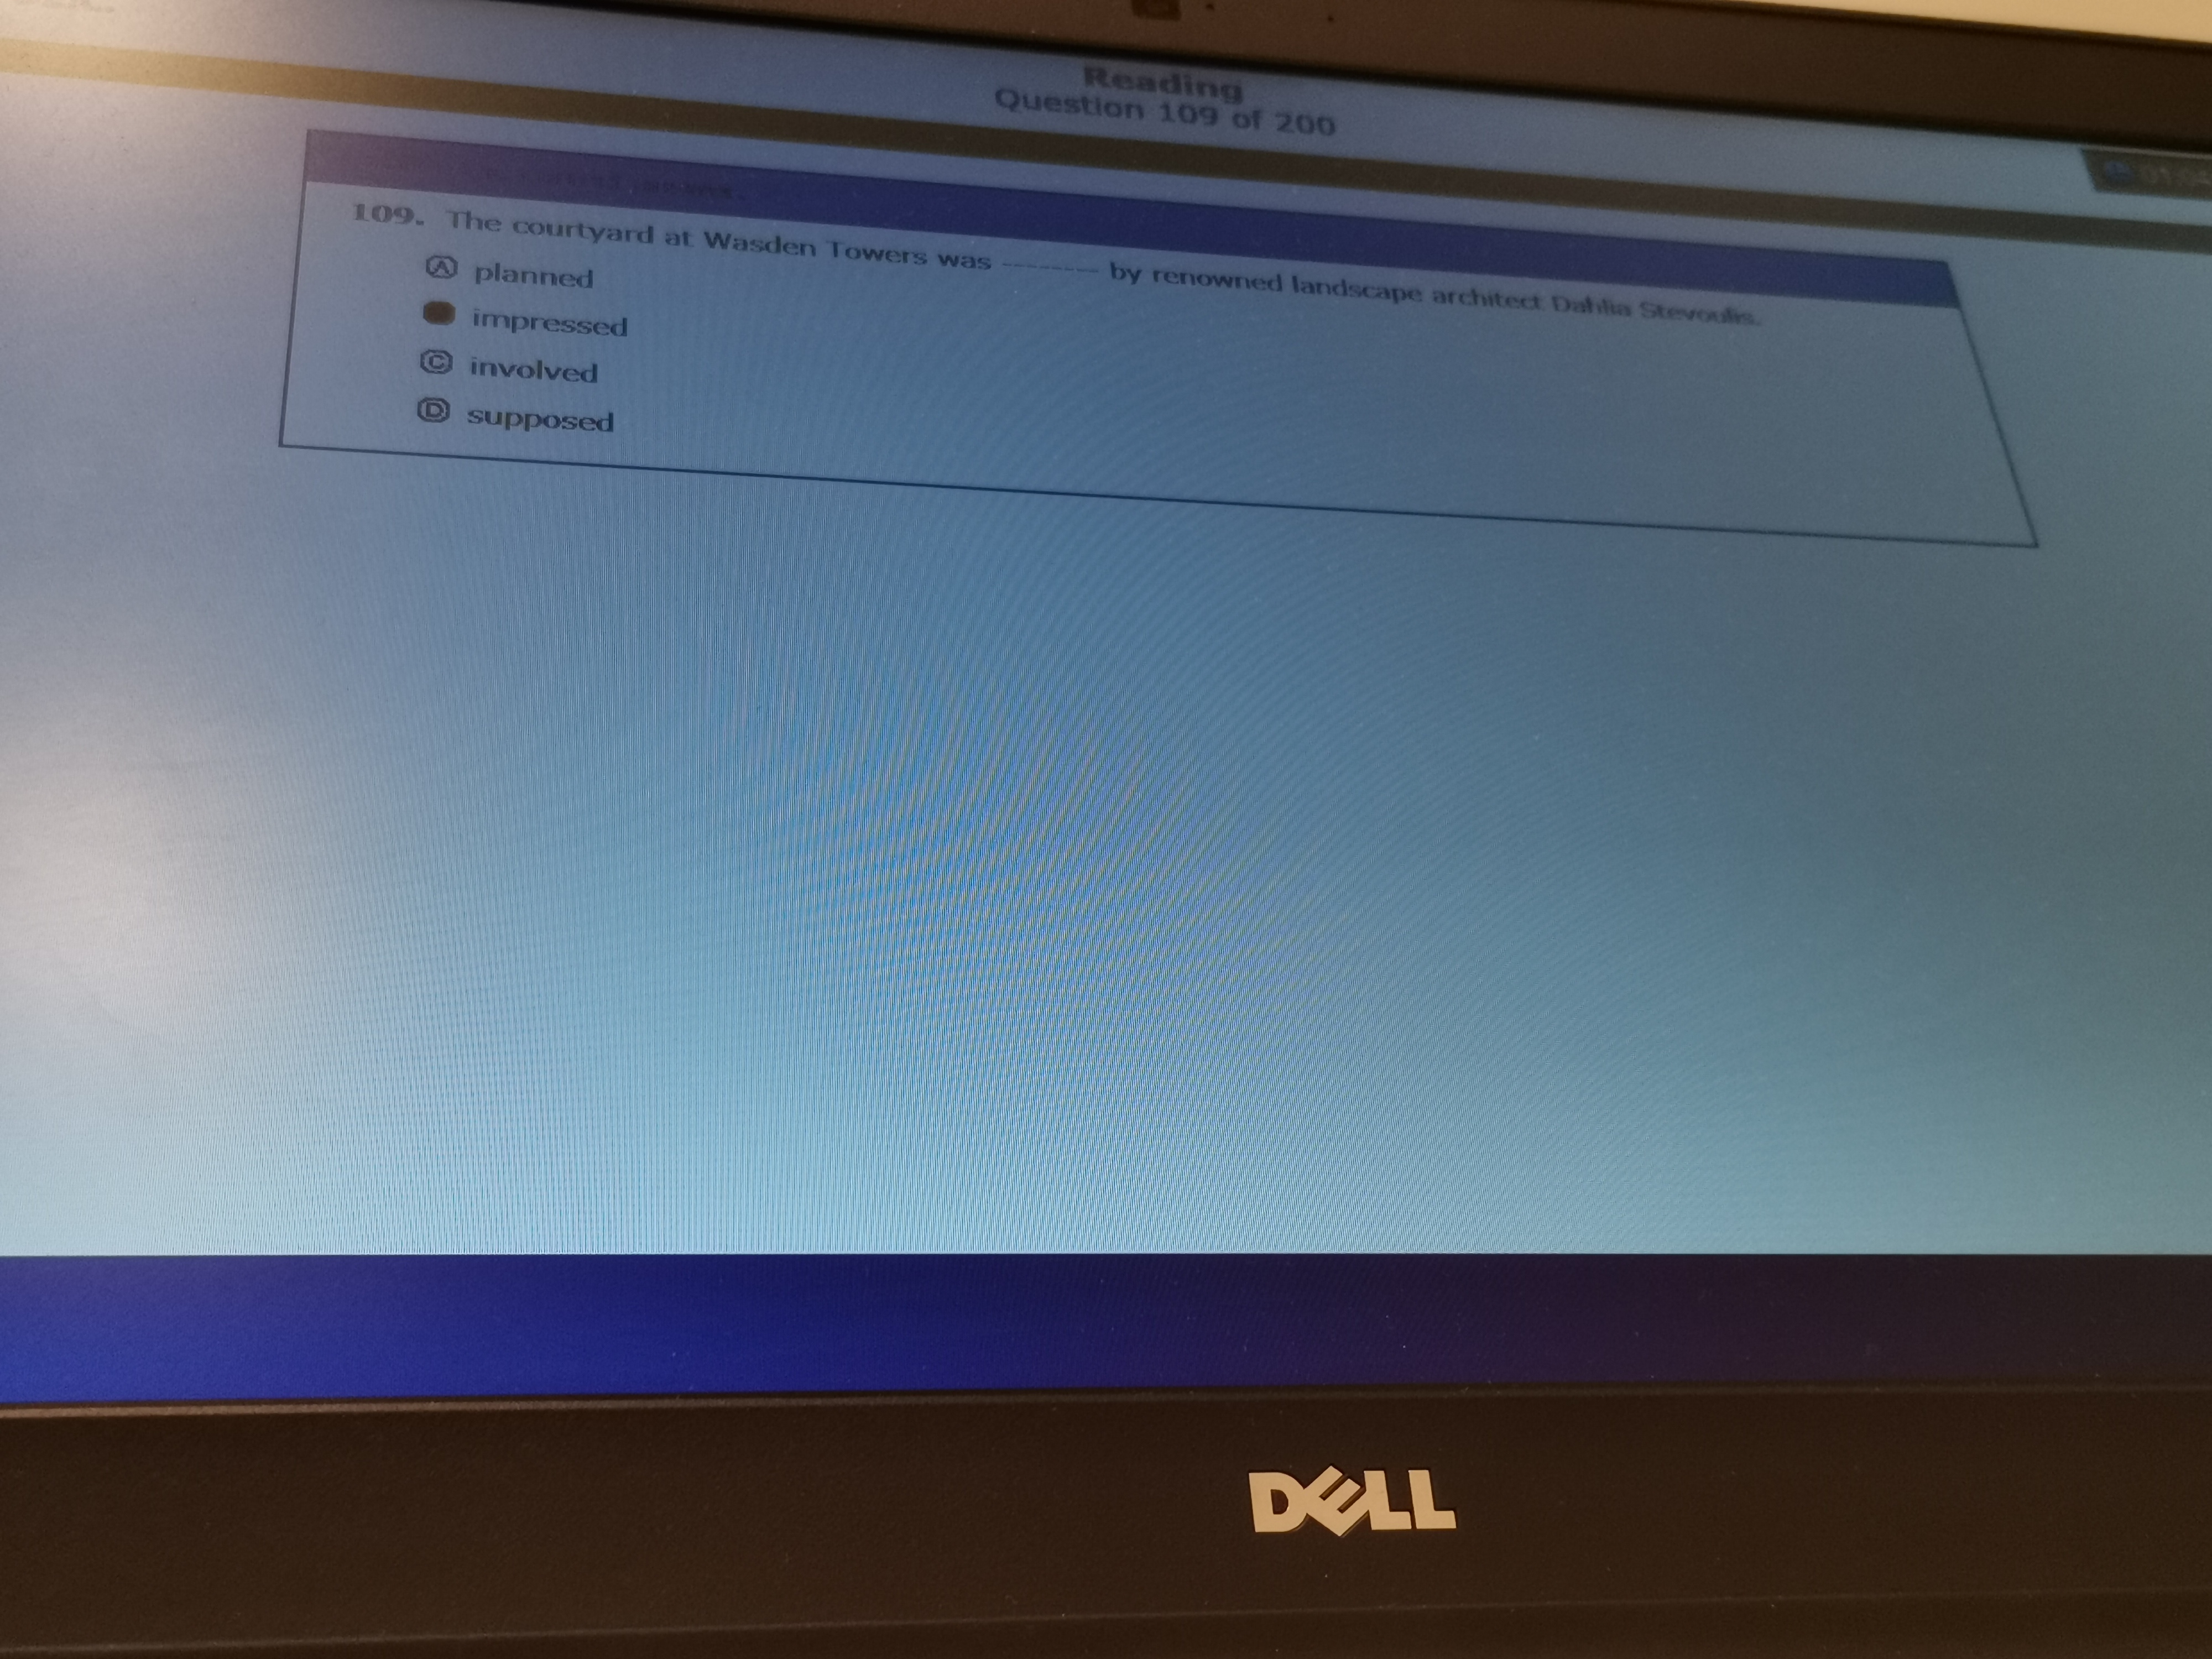 Reading
Question 109 of 200
109. The courtyard at Wasden Towers was -------- by renowned landscape architect Dahlia Stevoulis.
A planned
impressed
C involved
D supposed
DELL